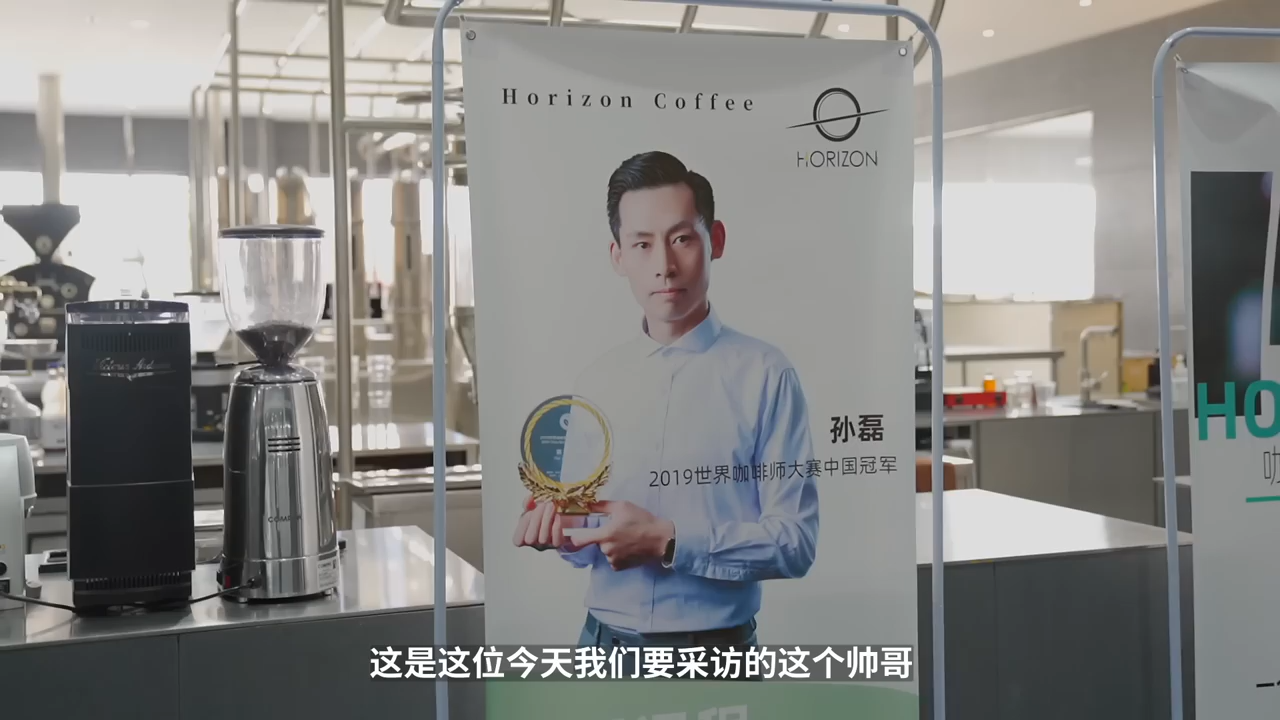 Horizon Coffee
HORIZON
孙磊
2019世界咖啡师大赛中国冠军
HO
这是这位今天我们要采访的这个帅哥